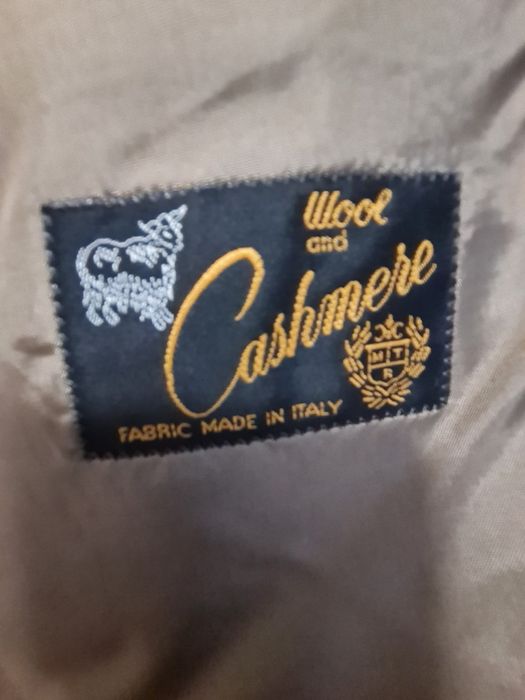 Wool
and
Cashmere
M T
R
FABRIC MADE IN ITALY